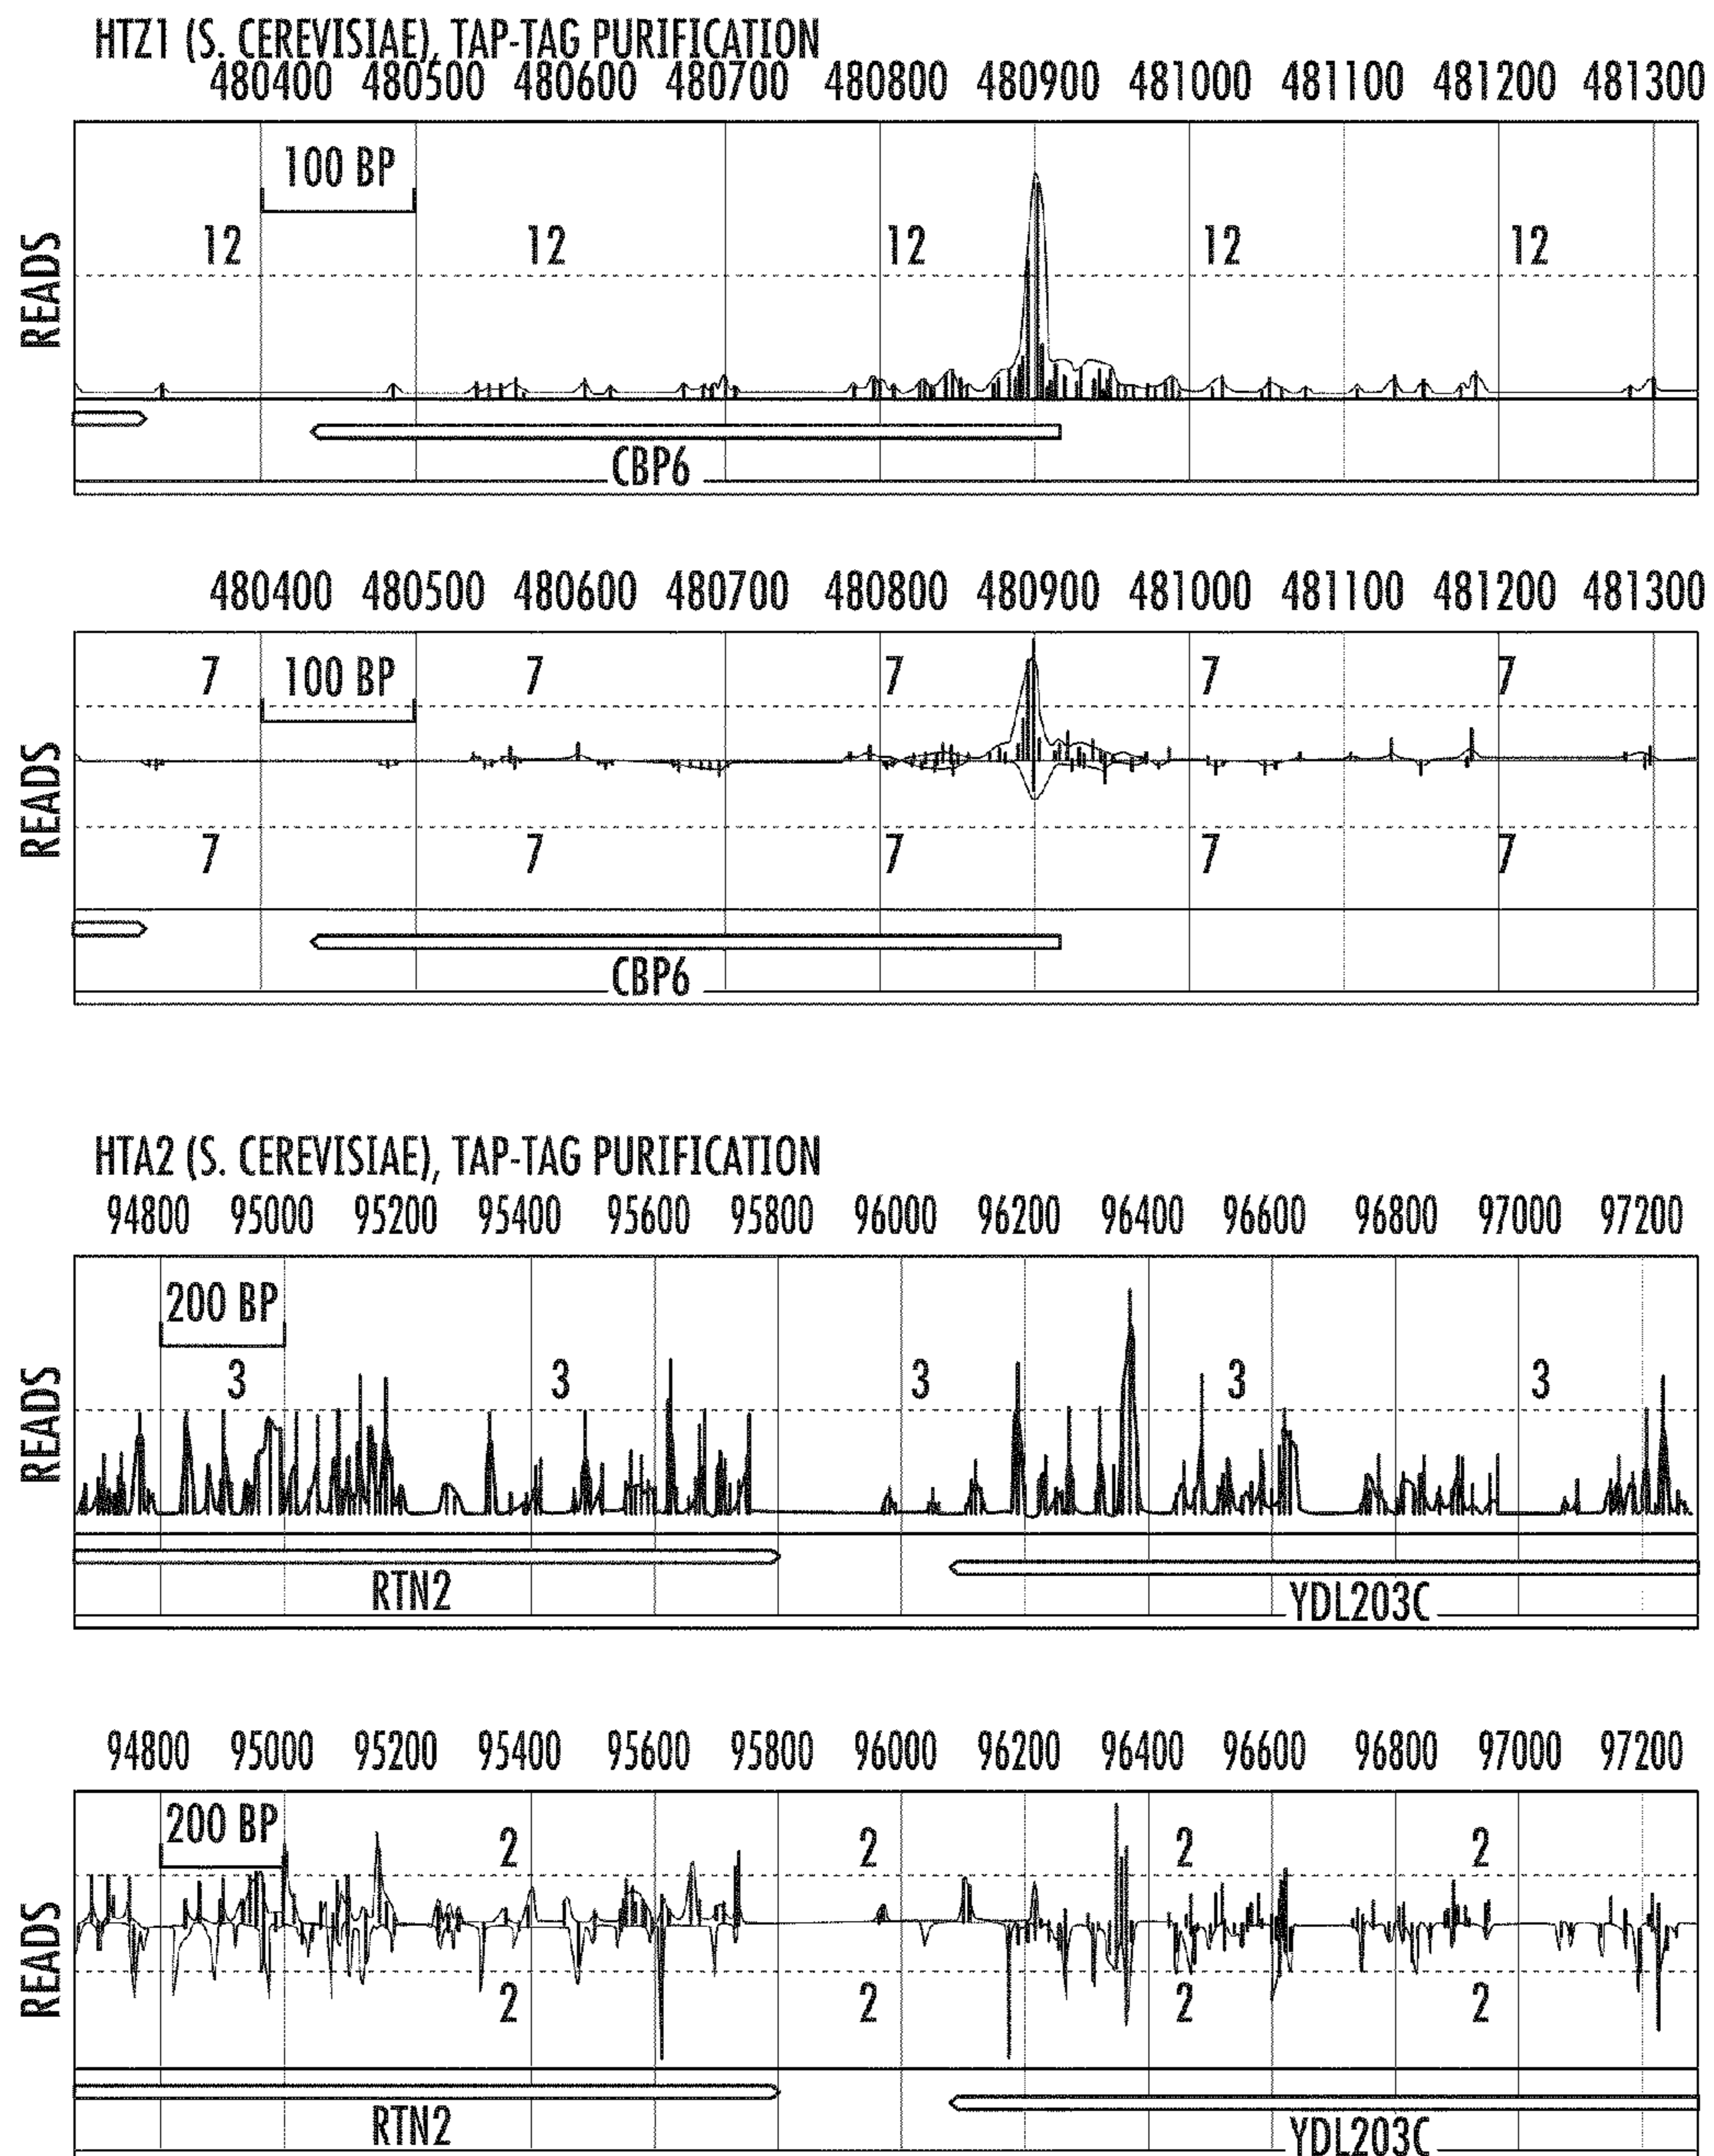 HTZ1 (S. CEREVISIAE), TAP-TAG PURIFICATION
480400 480500 480600 480700 480800 480900 481000 481100 481200 481300
100 BP
12 12 12 12 12
READS
CBP6
480400 480500 480600 480700 480800 480900 481000 481100 481200 481300
7 100 BP 7 7 7 7
READS
7 7 7 7 7
CBP6
HTA2 (S. CEREVISIAE), TAP-TAG PURIFICATION
94800 95000 95200 95400 95600 95800 96000 96200 96400 96600 96800 97000 97200
200 BP
3 3 3 3 3
READS
RTN2 YDL203C
94800 95000 95200 95400 95600 95800 96000 96200 96400 96600 96800 97000 97200
200 BP 2 2 2 2
READS
2 2 2 2
RTN2 YDL203C